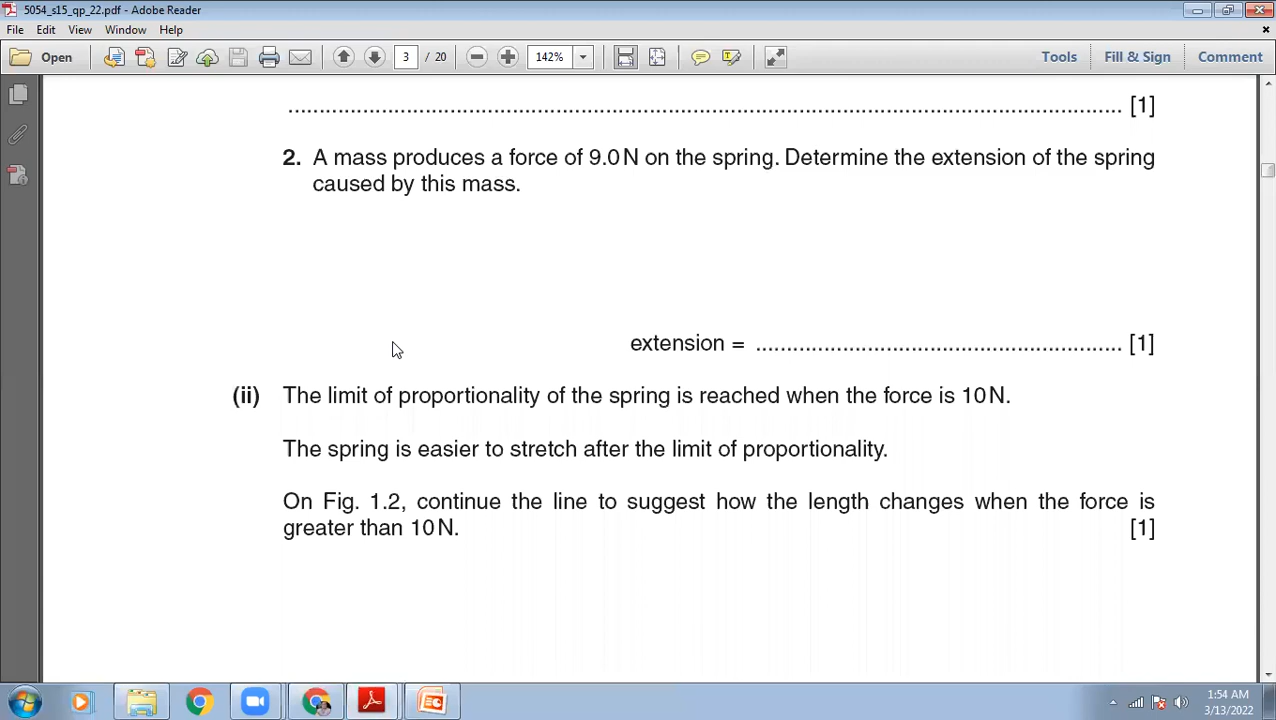 5054_s15_qp_22.pdf - Adobe Reader
File Edit View Window Help
Open 3 / 20 142% Tools Fill & Sign Comment
........................................................................................................................................ [1]
2. A mass produces a force of 9.0 N on the spring. Determine the extension of the spring
caused by this mass.
extension = ............................................................ [1]
(ii) The limit of proportionality of the spring is reached when the force is 10 N.
The spring is easier to stretch after the limit of proportionality.
On Fig. 1.2, continue the line to suggest how the length changes when the force is
greater than 10 N. [1]
1:54 AM
3/13/2022